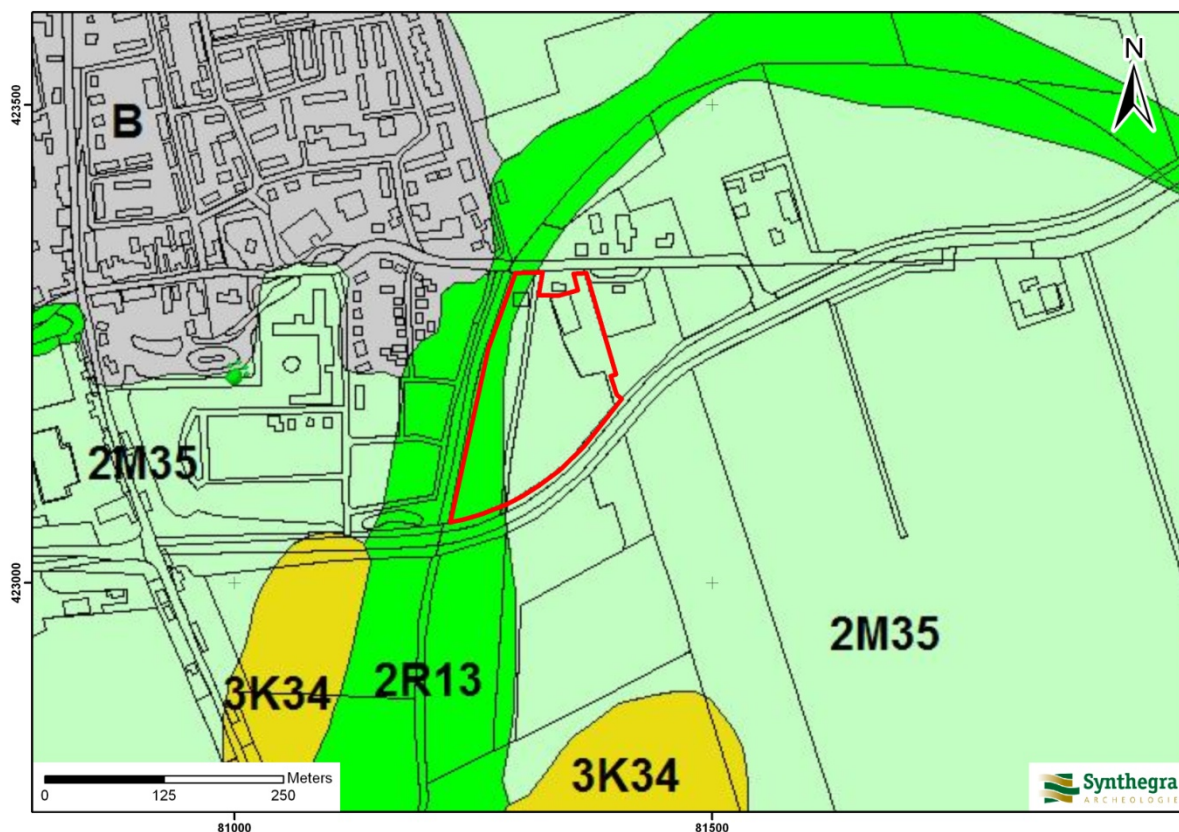 N
423500
B
2M35
423000
2M35
2R13
3K34
3K34
Meters
0 125 250
Synthegra
ARCHEOLOGIE
81000 81500